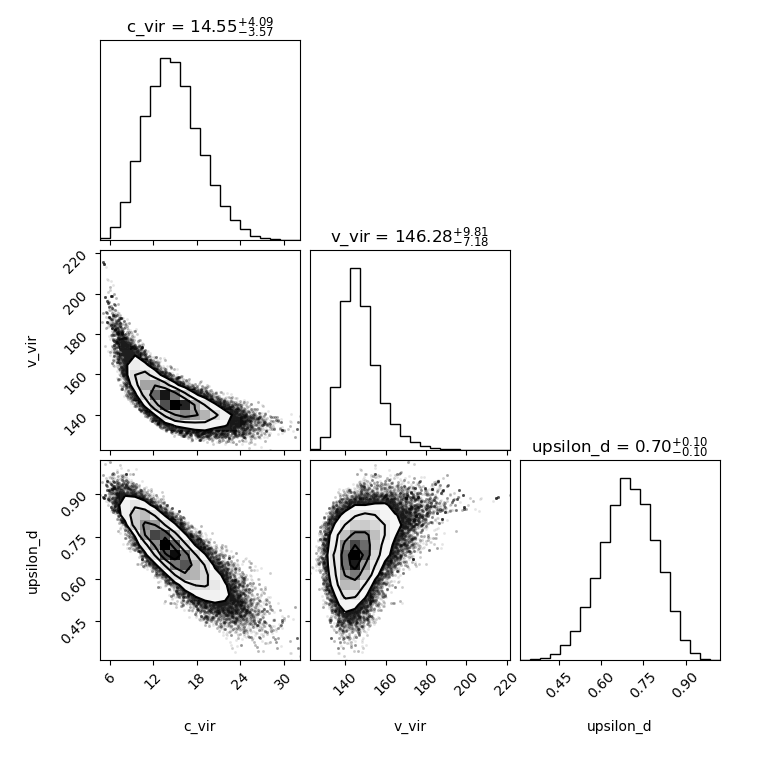 c_vir = 14.55+4.09−3.57
220
200
180
160
140
v_vir
v_vir = 146.28+9.81−7.18
0.90
0.75
0.60
0.45
upsilon_d
upsilon_d = 0.70+0.10−0.10
6 12 18 24 30
140 160 180 200 220
0.45 0.60 0.75 0.90
c_vir v_vir upsilon_d